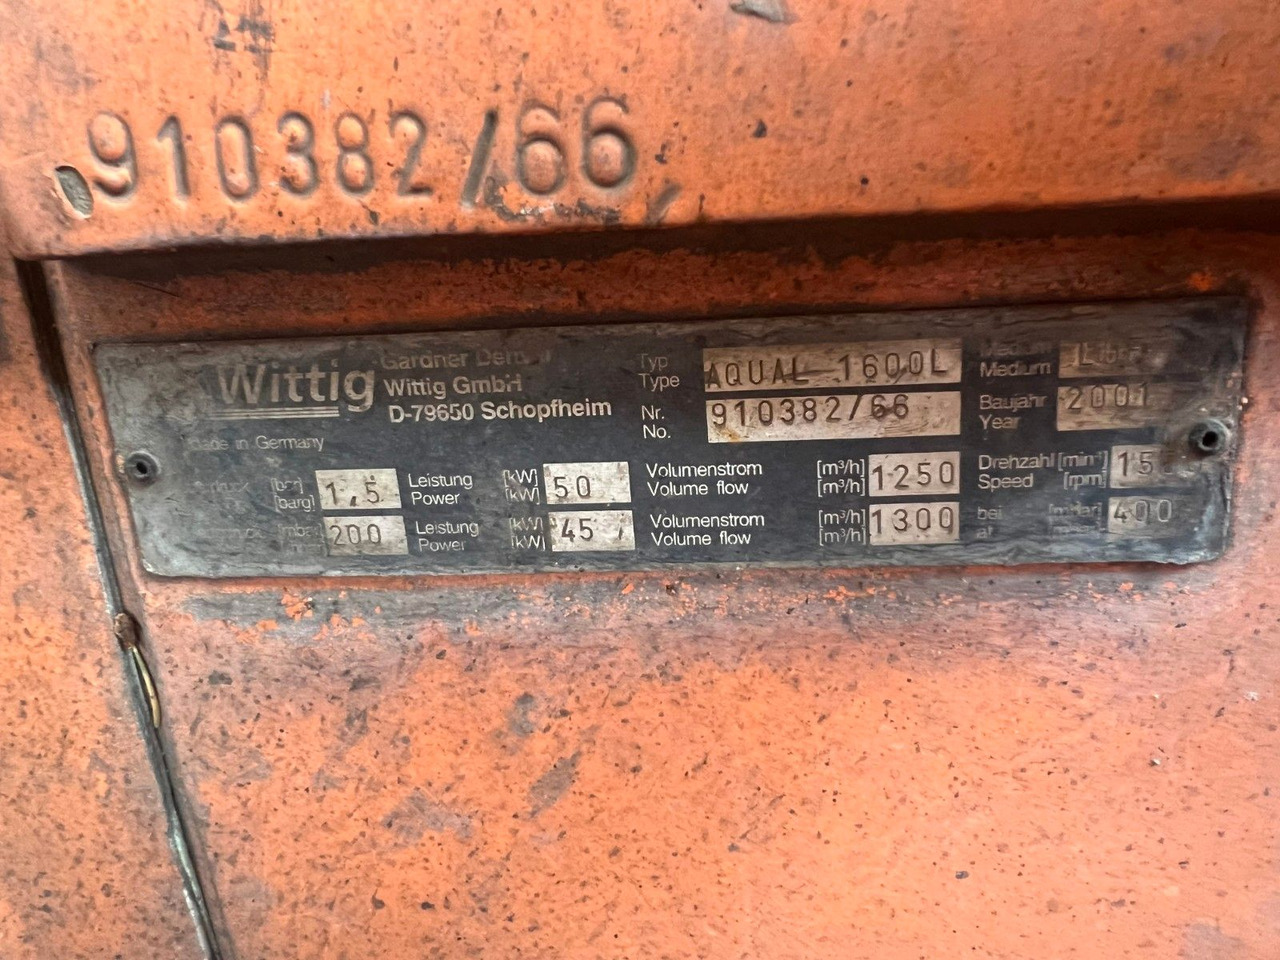 910382/66
Wittig
Gardner
Wittig GmbH
D-79650 Schopfheim
made in Germany
Typ
Type
AQUAL 1600L
Medium
Medium
Nr.
No.
910382/66
Baujahr
Year
2001
[bar]
[barg]
1,5
Leistung
Power
[kW]
[kW]
50
Volumenstrom
Volume flow
[m³/h]
[m³/h]
1250
Drehzahl [min⁻¹]
Speed [rpm]
200
Leistung
Power
[kW]
[kW]
45
Volumenstrom
Volume flow
[m³/h]
[m³/h]
1300
bei
at
[mbar]
400